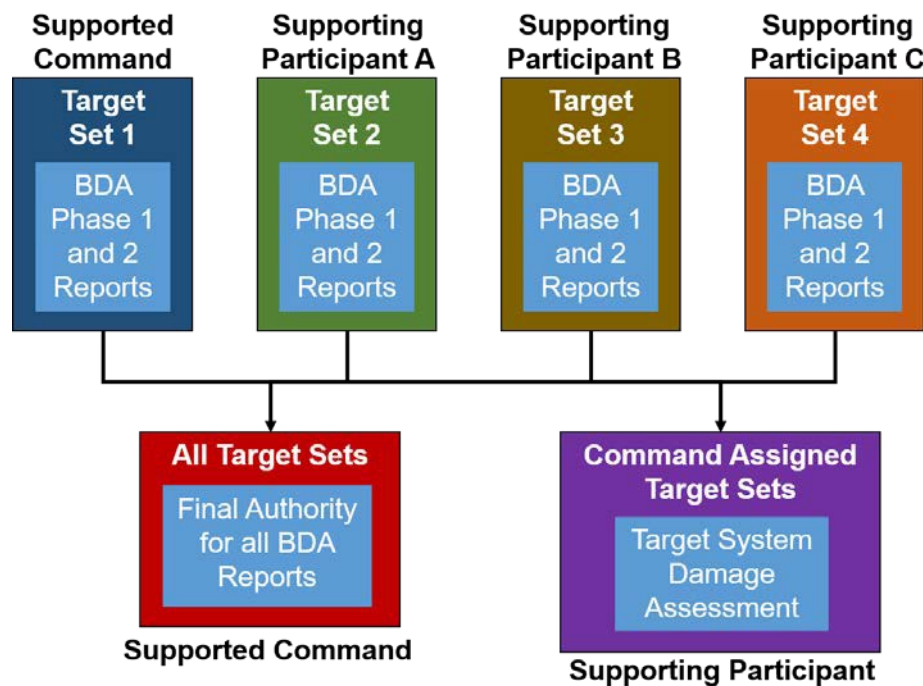 Supported
Command
Supporting
Participant A
Supporting
Participant B
Supporting
Participant C
Target
Set 1
BDA
Phase 1
and 2
Reports
Target
Set 2
BDA
Phase 1
and 2
Reports
Target
Set 3
BDA
Phase 1
and 2
Reports
Target
Set 4
BDA
Phase 1
and 2
Reports
All Target Sets
Final Authority
for all BDA
Reports
Supported Command
Command Assigned
Target Sets
Target System
Damage
Assessment
Supporting Participant